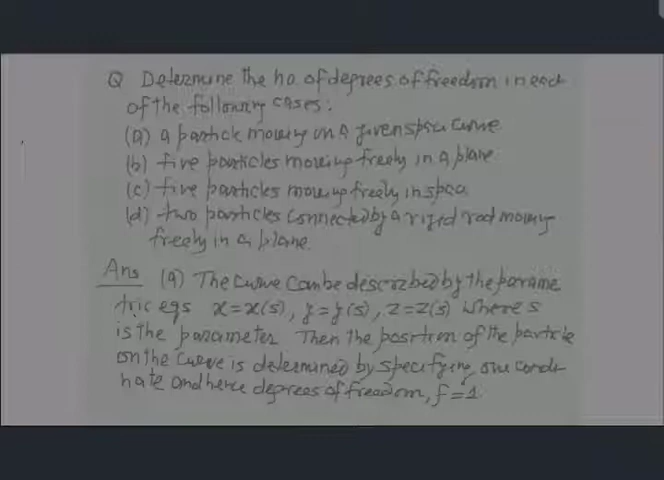 Q Determine the no. of degrees of freedom in each
of the following cases:
(a) a particle moving on a given space curve
(b) five particles moving freely in a plane
(c) five particles moving freely in space
(d) two particles connected by a rigid rod moving
freely in a plane.
Ans (a) The curve can be described by the parame
tric eqs x=x(s), y=y(s), z=z(s) where s
is the parameter. Then the position of the particle
on the curve is determined by specifying one coordi-
nate and hence degrees of freedom, f=1